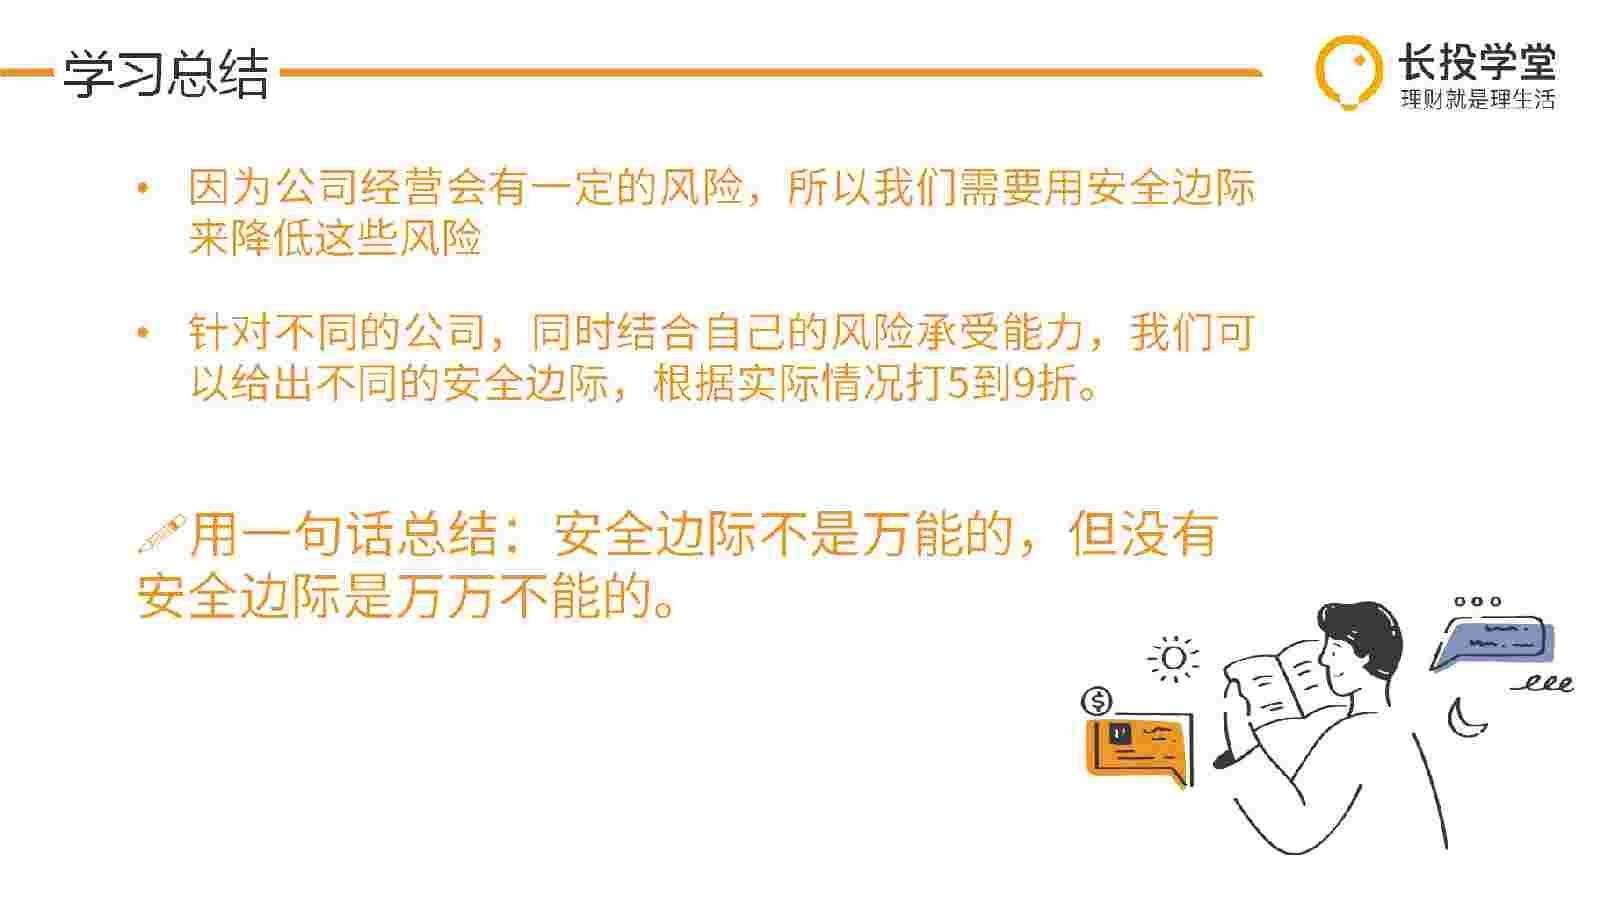 学习总结
长投学堂
理财就是理生活
• 因为公司经营会有一定的风险，所以我们需要用安全边际
来降低这些风险
• 针对不同的公司，同时结合自己的风险承受能力，我们可
以给出不同的安全边际，根据实际情况打5到9折。
用一句话总结：安全边际不是万能的，但没有
安全边际是万万不能的。
$